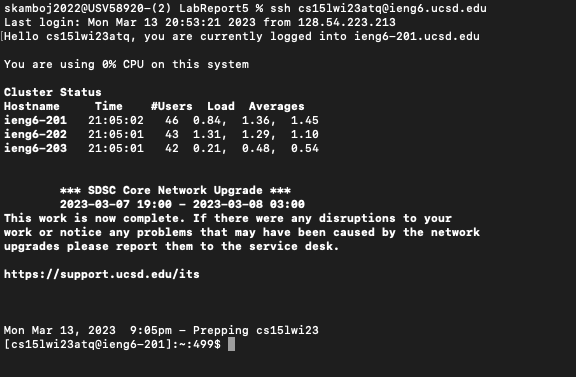 skamboj2022@USV58920-(2) LabReport5 % ssh cs15lwi23atq@ieng6.ucsd.edu
Last login: Mon Mar 13 20:53:21 2023 from 128.54.223.213
Hello cs15lwi23atq, you are currently logged into ieng6-201.ucsd.edu
You are using 0% CPU on this system
Cluster Status
Hostname Time #Users Load Averages
ieng6-201 21:05:02 46 0.84, 1.36, 1.45
ieng6-202 21:05:01 43 1.31, 1.29, 1.10
ieng6-203 21:05:01 42 0.21, 0.48, 0.54
*** SDSC Core Network Upgrade ***
2023-03-07 19:00 - 2023-03-08 03:00
This work is now complete. If there were any disruptions to your
work or notice any problems that may have been caused by the network
upgrades please report them to the service desk.
https://support.ucsd.edu/its
Mon Mar 13, 2023 9:05pm - Prepping cs15lwi23
[cs15lwi23atq@ieng6-201]:~:499$